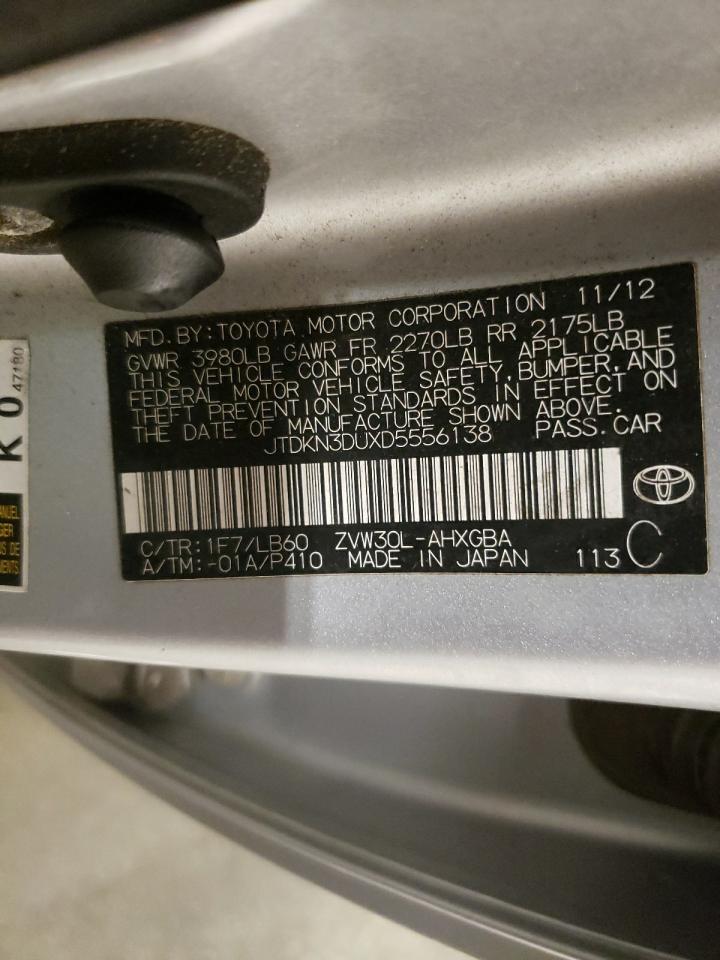 MFD. BY: TOYOTA MOTOR CORPORATION 11/12
GVWR 3980LB GAWR FR 2270LB RR 2175LB
THIS VEHICLE CONFORMS TO ALL APPLICABLE
FEDERAL MOTOR VEHICLE SAFETY, BUMPER, AND
THEFT PREVENTION STANDARDS IN EFFECT ON
THE DATE OF MANUFACTURE SHOWN ABOVE.
JTDKN3DUXD5556138 PASS. CAR
C/TR: 1F7/LB60 ZVW30L-AHXGBA
A/TM: -01A/P410 MADE IN JAPAN 113 C
K 0
47180